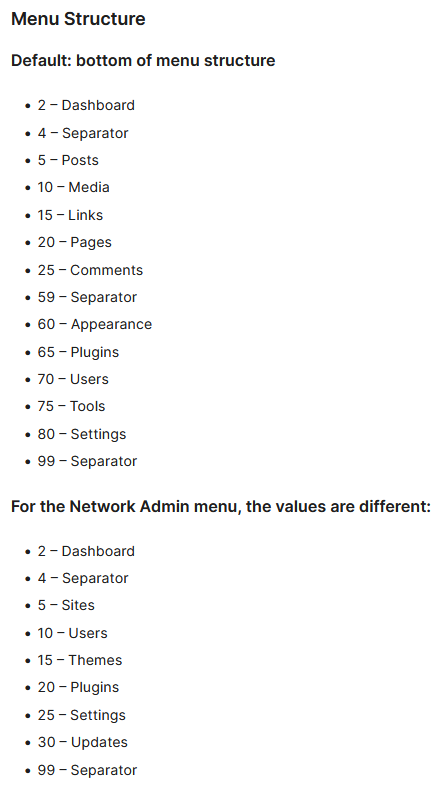 Menu Structure
Default: bottom of menu structure
• 2 – Dashboard
• 4 – Separator
• 5 – Posts
• 10 – Media
• 15 – Links
• 20 – Pages
• 25 – Comments
• 59 – Separator
• 60 – Appearance
• 65 – Plugins
• 70 – Users
• 75 – Tools
• 80 – Settings
• 99 – Separator
For the Network Admin menu, the values are different:
• 2 – Dashboard
• 4 – Separator
• 5 – Sites
• 10 – Users
• 15 – Themes
• 20 – Plugins
• 25 – Settings
• 30 – Updates
• 99 – Separator